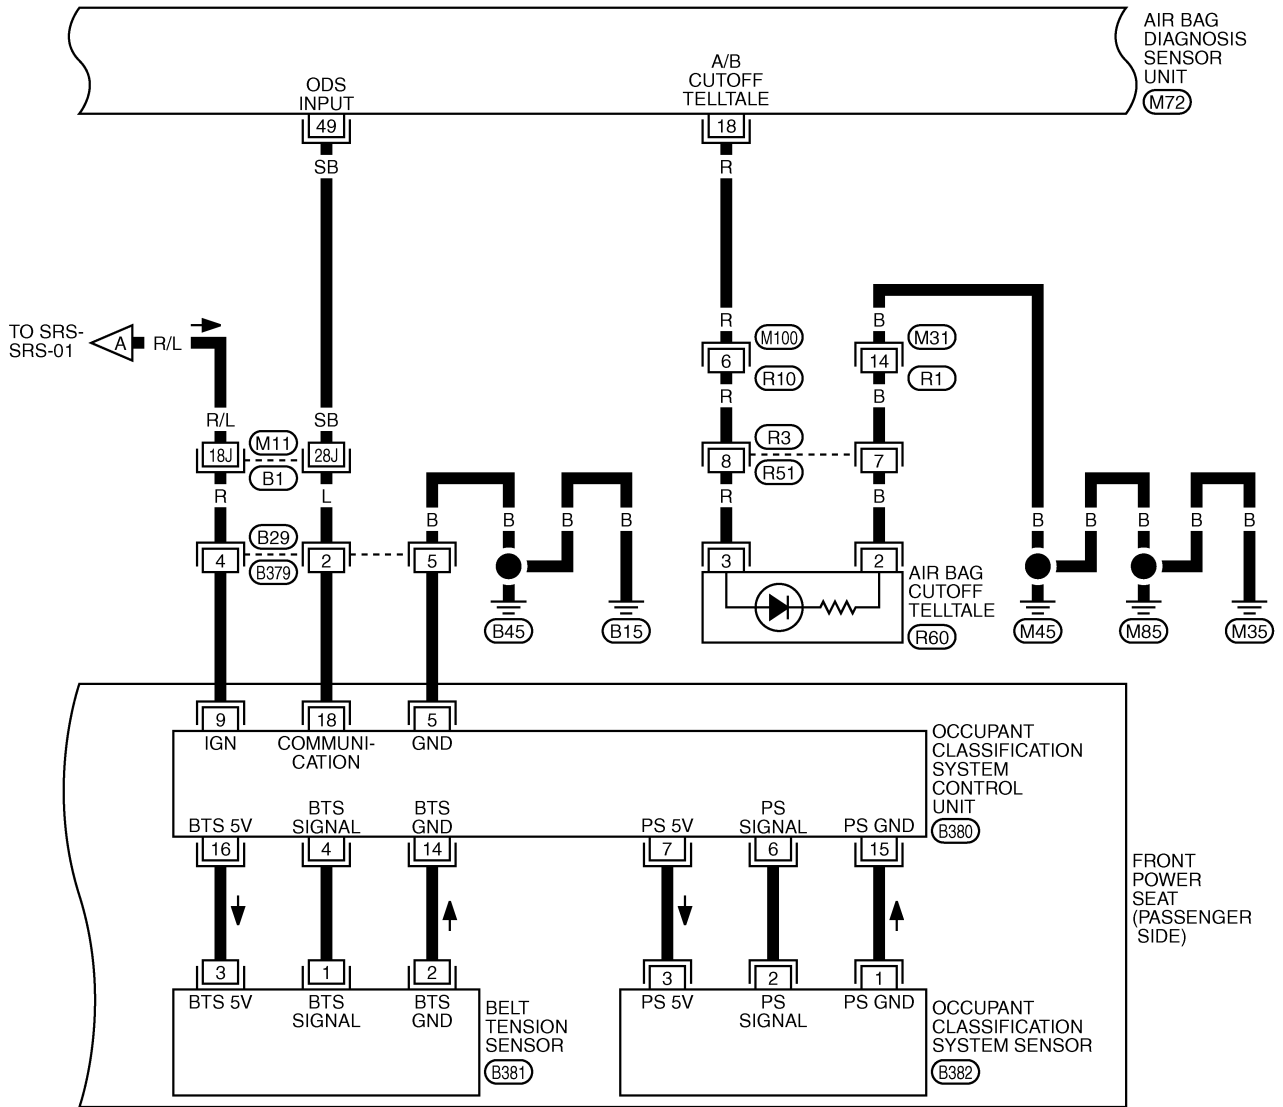 AIR BAG
DIAGNOSIS
SENSOR
UNIT
M72
ODS
INPUT
A/B
CUTOFF
TELLTALE
49
18
SB
R
TO SRS-
SRS-01
A
R/L
R
B
M100
M31
6
14
R10
R1
R
B
R/L
SB
18J
M11
28J
B1
R3
8
7
R51
R
L
R
B
B
B
B
B
B
B
B
B
B
B29
4
2
5
B379
3
2
AIR BAG
CUTOFF
TELLTALE
R60
B45
B15
M45
M85
M35
9
18
5
IGN
COMMUNI-
CATION
GND
OCCUPANT
CLASSIFICATION
SYSTEM
CONTROL
UNIT
B380
BTS 5V
BTS
SIGNAL
BTS
GND
PS 5V
PS
SIGNAL
PS GND
16
4
14
7
6
15
FRONT
POWER
SEAT
(PASSENGER
SIDE)
3
1
2
3
2
1
BTS 5V
BTS
SIGNAL
BTS
GND
BELT
TENSION
SENSOR
B381
PS 5V
PS
SIGNAL
PS GND
OCCUPANT
CLASSIFICATION
SYSTEM SENSOR
B382